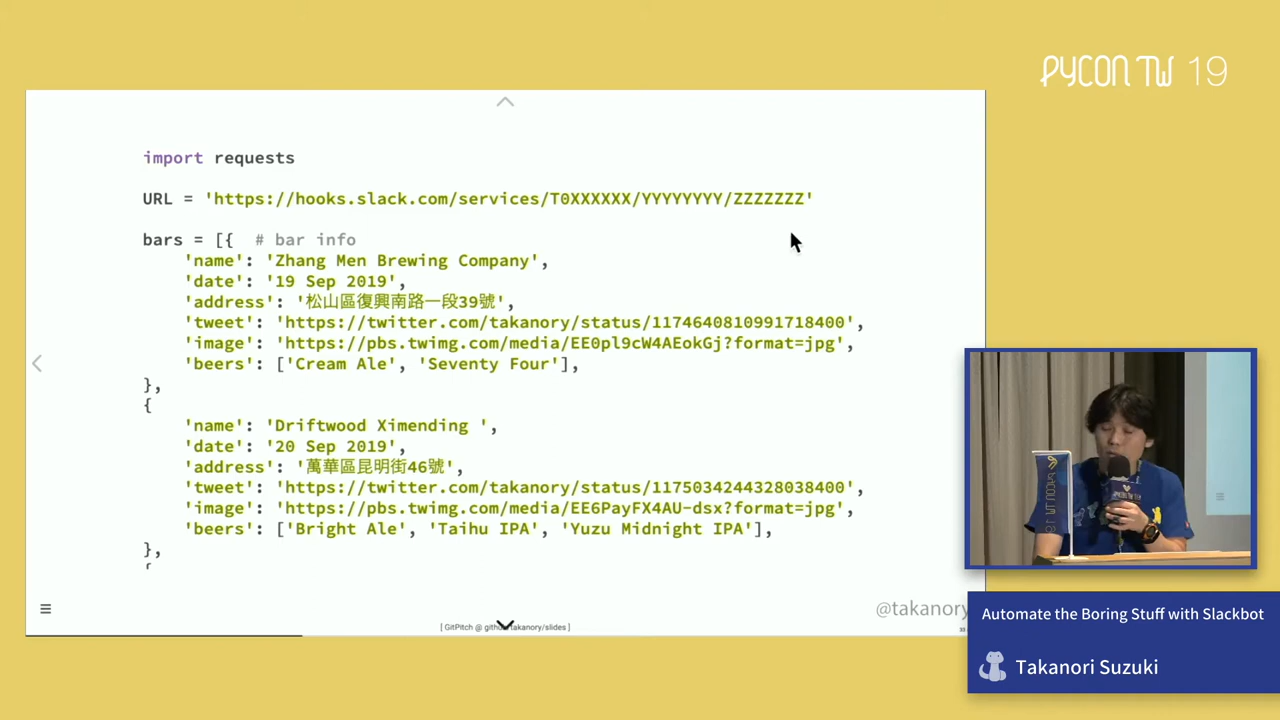 PYCON TW 19
import requests
URL = 'https://hooks.slack.com/services/T0XXXXXX/YYYYYYYY/ZZZZZZZ'
bars = [{  # bar info
'name': 'Zhang Men Brewing Company',
'date': '19 Sep 2019',
'address': '松山區復興南路一段39號',
'tweet': 'https://twitter.com/takanory/status/1174640810991718400',
'image': 'https://pbs.twimg.com/media/EE0pl9cW4AEokGj?format=jpg',
'beers': ['Cream Ale', 'Seventy Four'],
},
{
'name': 'Driftwood Ximending ',
'date': '20 Sep 2019',
'address': '萬華區昆明街46號',
'tweet': 'https://twitter.com/takanory/status/1175034244328038400',
'image': 'https://pbs.twimg.com/media/EE6PayFX4AU-dsx?format=jpg',
'beers': ['Bright Ale', 'Taihu IPA', 'Yuzu Midnight IPA'],
},
{
@takanory
[ GitPitch @ github/takanory/slides ]
Automate the Boring Stuff with Slackbot
Takanori Suzuki